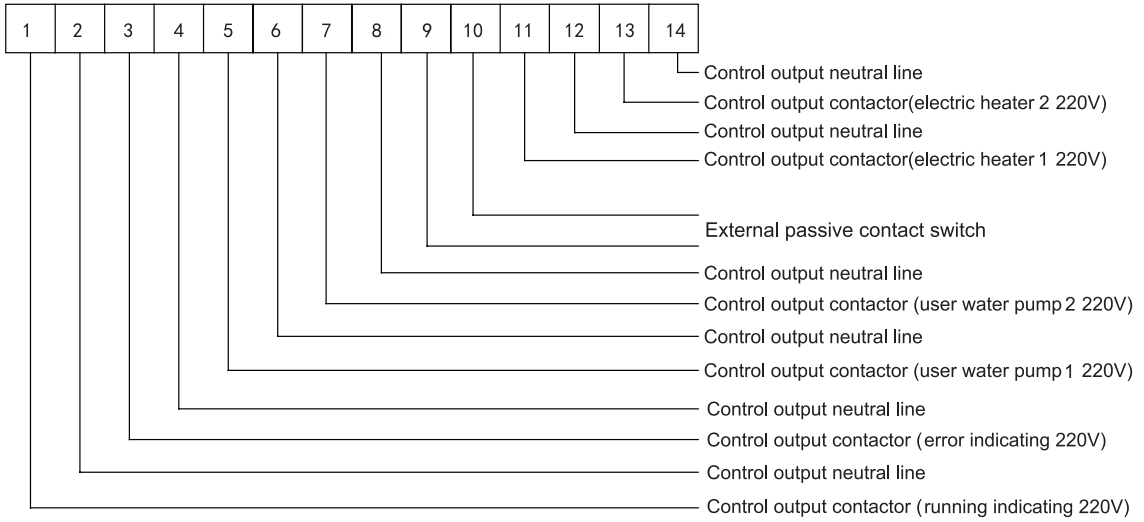 1 2 3 4 5 6 7 8 9 10 11 12 13 14
Control output neutral line
Control output contactor(electric heater 2 220V)
Control output neutral line
Control output contactor(electric heater 1 220V)
External passive contact switch
Control output neutral line
Control output contactor (user water pump 2 220V)
Control output neutral line
Control output contactor (user water pump 1 220V)
Control output neutral line
Control output contactor (error indicating 220V)
Control output neutral line
Control output contactor (running indicating 220V)